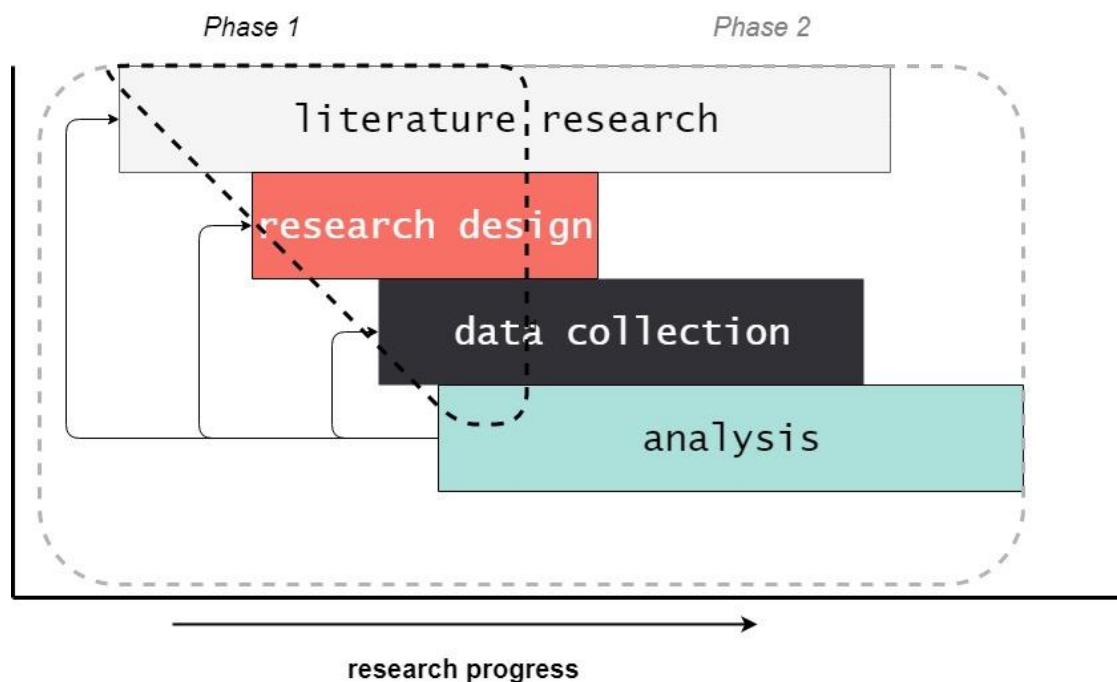 Phase 1
Phase 2
literature research
research design
data collection
analysis
research progress